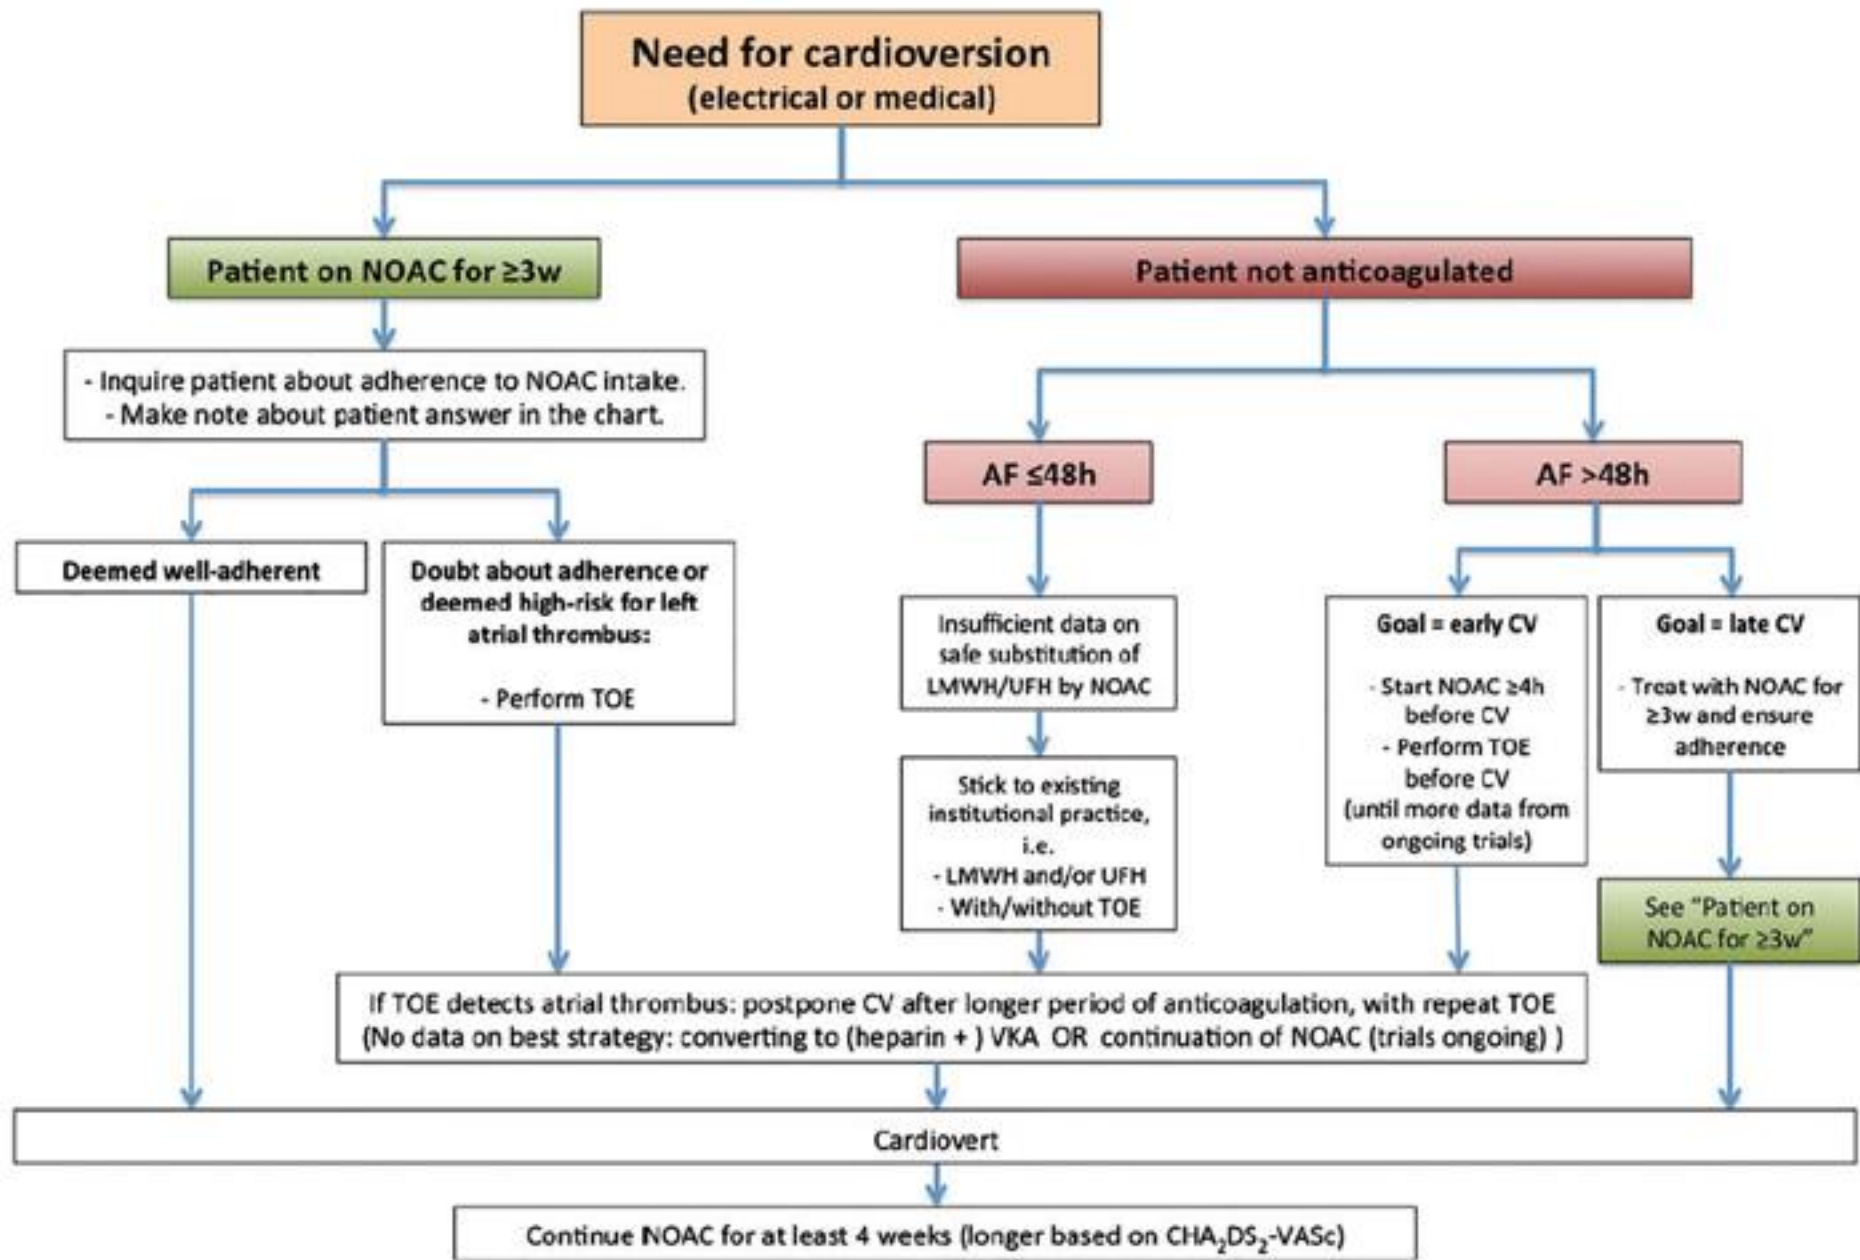 Need for cardioversion
(electrical or medical)
Patient on NOAC for ≥3w
Patient not anticoagulated
- Inquire patient about adherence to NOAC intake.
- Make note about patient answer in the chart.
AF ≤48h
AF >48h
Deemed well-adherent
Doubt about adherence or
deemed high-risk for left
atrial thrombus:
- Perform TOE
Insufficient data on
safe substitution of
LMWH/UFH by NOAC
Stick to existing
institutional practice,
i.e.
- LMWH and/or UFH
- With/without TOE
Goal = early CV
- Start NOAC ≥4h
before CV
- Perform TOE
before CV
(until more data from
ongoing trials)
Goal = late CV
- Treat with NOAC for
≥3w and ensure
adherence
See "Patient on
NOAC for ≥3w"
If TOE detects atrial thrombus: postpone CV after longer period of anticoagulation, with repeat TOE
(No data on best strategy: converting to (heparin + ) VKA OR continuation of NOAC (trials ongoing) )
Cardiovert
Continue NOAC for at least 4 weeks (longer based on CHA₂DS₂-VASc)